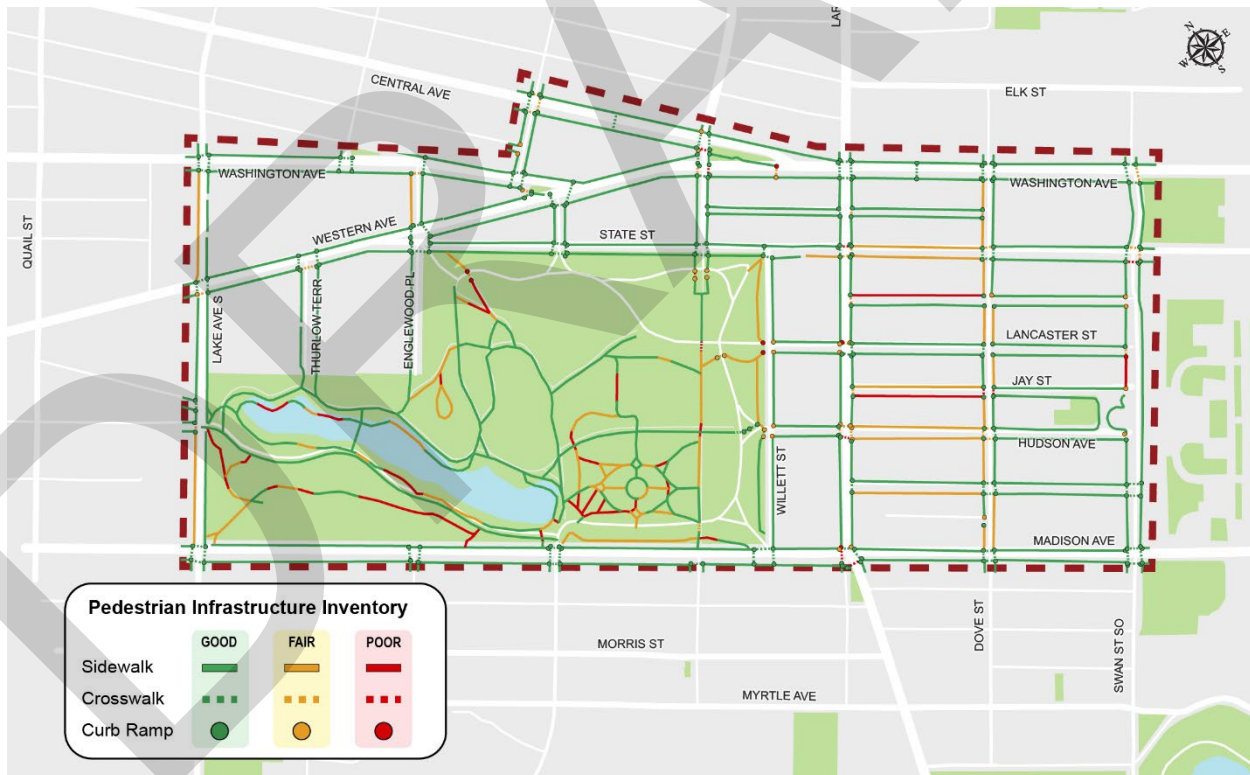 LAR
N
E
W
S
CENTRAL AVE
ELK ST
WASHINGTON AVE
WASHINGTON AVE
QUAIL ST
WESTERN AVE
STATE ST
LAKE AVE S
THURLOW TERR
ENGLEWOOD PL
LANCASTER ST
JAY ST
HUDSON AVE
WILLETT ST
MADISON AVE
DOVE ST
SWAN ST SO
MORRIS ST
MYRTLE AVE
DRAFT
Pedestrian Infrastructure Inventory
GOOD FAIR POOR
Sidewalk
Crosswalk
Curb Ramp